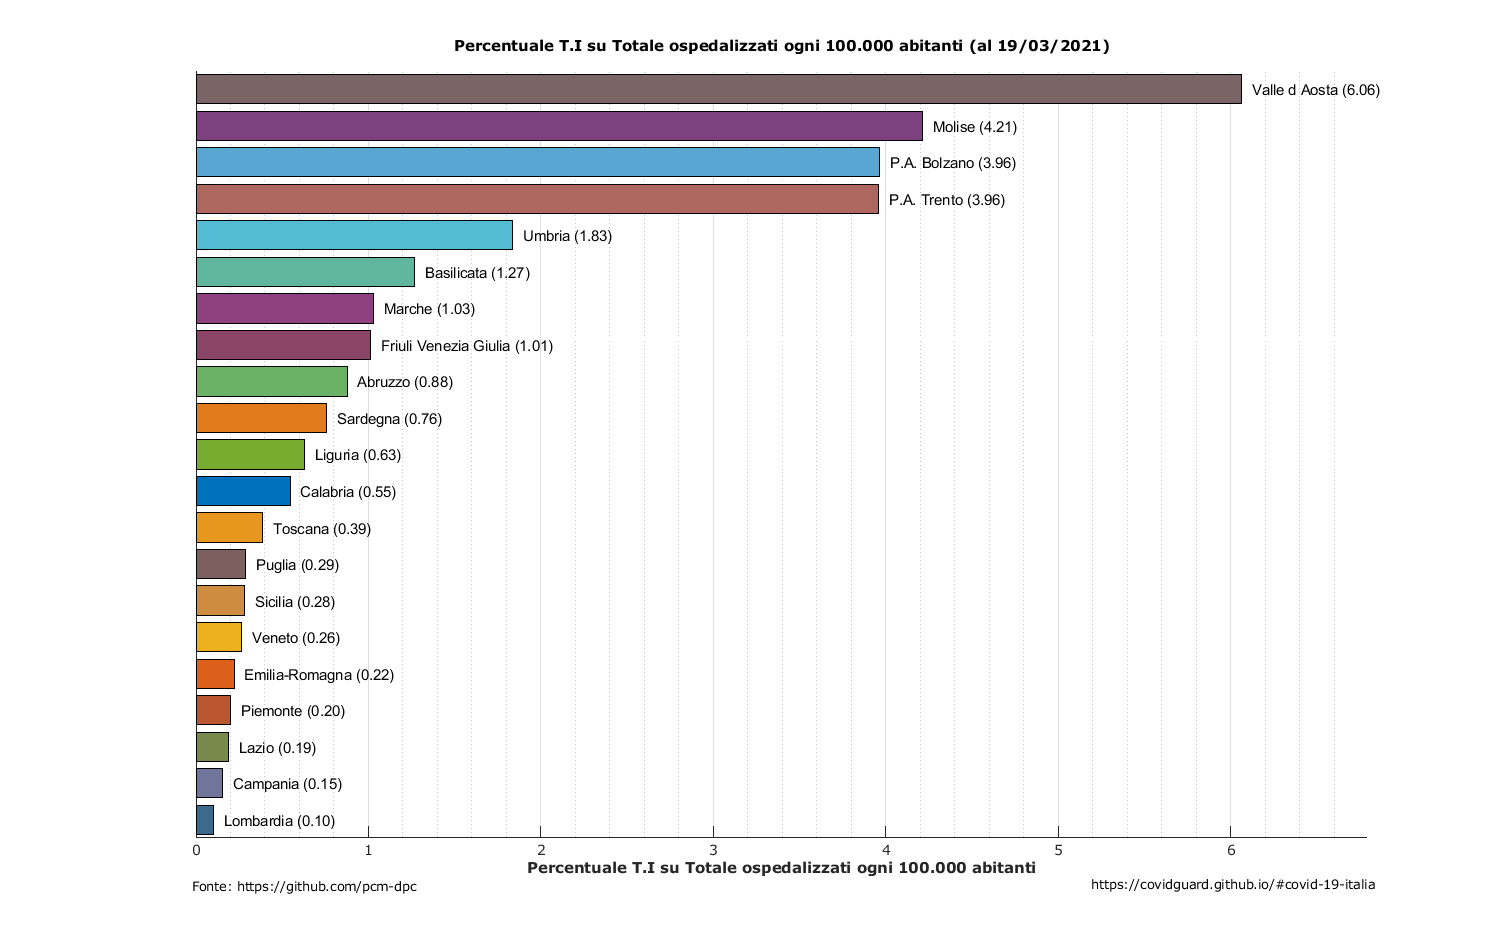 Percentuale T.I su Totale ospedalizzati ogni 100.000 abitanti (al 19/03/2021)
Valle d Aosta (6.06)
Molise (4.21)
P.A. Bolzano (3.96)
P.A. Trento (3.96)
Umbria (1.83)
Basilicata (1.27)
Marche (1.03)
Friuli Venezia Giulia (1.01)
Abruzzo (0.88)
Sardegna (0.76)
Liguria (0.63)
Calabria (0.55)
Toscana (0.39)
Puglia (0.29)
Sicilia (0.28)
Veneto (0.26)
Emilia-Romagna (0.22)
Piemonte (0.20)
Lazio (0.19)
Campania (0.15)
Lombardia (0.10)
0 1 2 3 4 5 6
Percentuale T.I su Totale ospedalizzati ogni 100.000 abitanti
Fonte: https://github.com/pcm-dpc
https://covidguard.github.io/#covid-19-italia